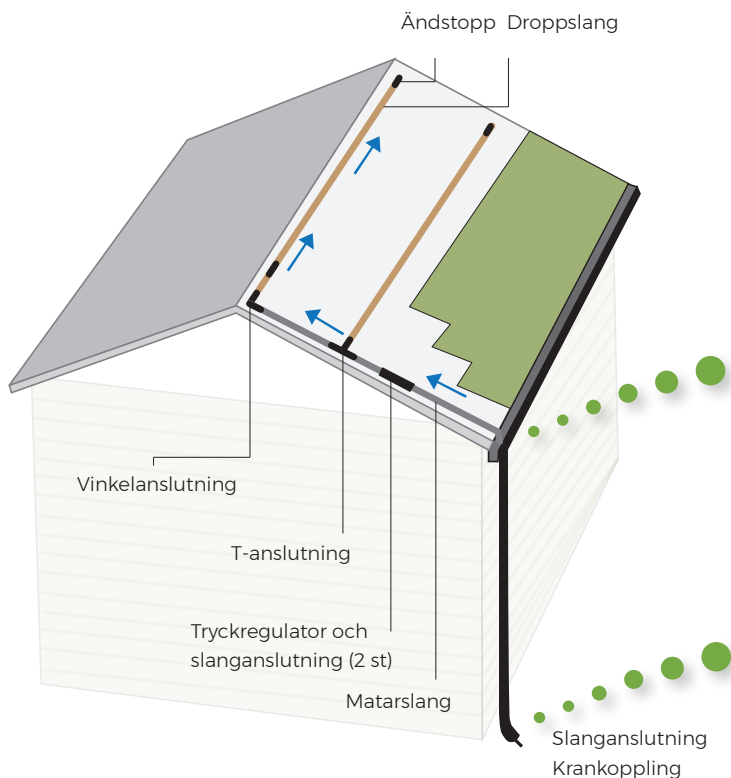 Ändstopp Droppslang
Vinkelanslutning
T-anslutning
Tryckregulator och
slanganslutning (2 st)
Matarslang
Slanganslutning
Krankoppling